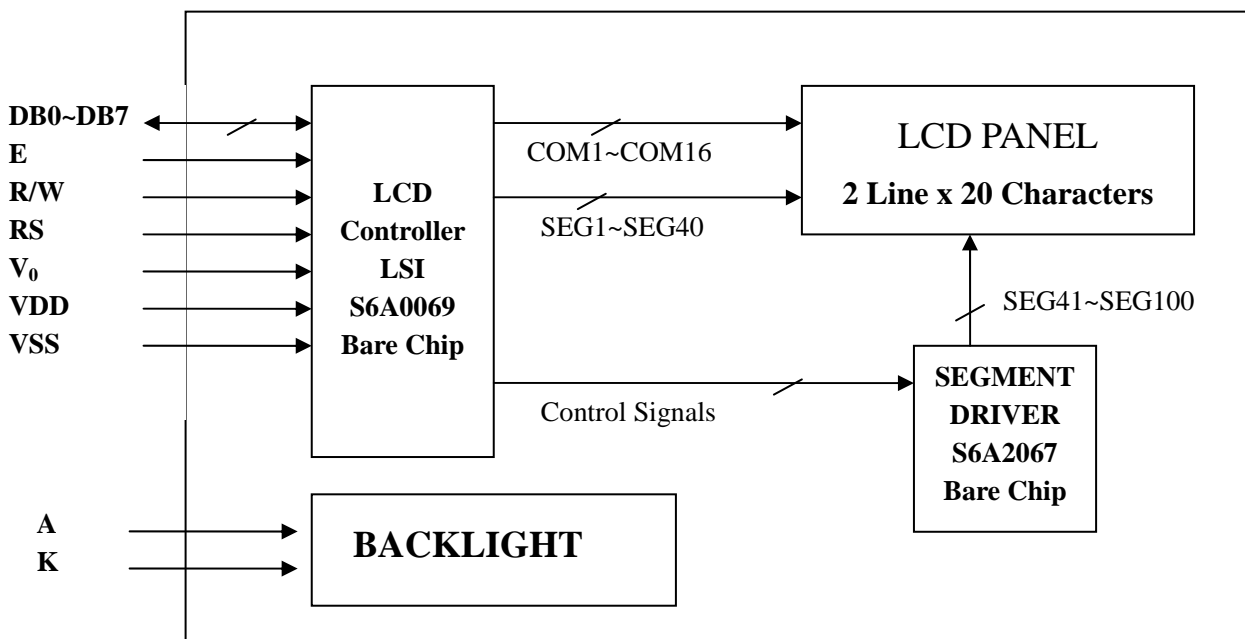 DB0~DB7
E
R/W
RS
V₀
VDD
VSS
LCD
Controller
LSI
S6A0069
Bare Chip
COM1~COM16
SEG1~SEG40
LCD PANEL
2 Line x 20 Characters
SEG41~SEG100
Control Signals
SEGMENT
DRIVER
S6A2067
Bare Chip
A
K
BACKLIGHT